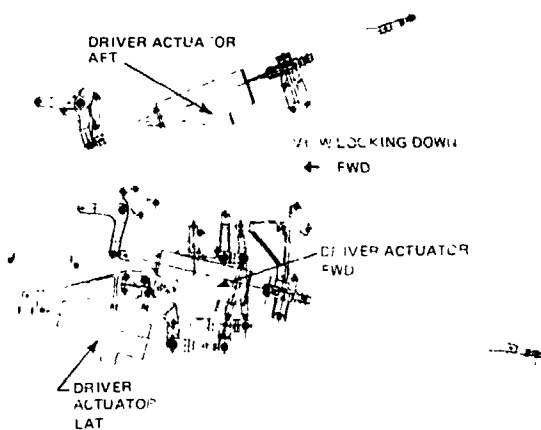 DRIVER ACTUATOR
AFT
VIEW LOOKING DOWN
FWD
DRIVER ACTUATOR
FWD
DRIVER
ACTUATOR
LAT